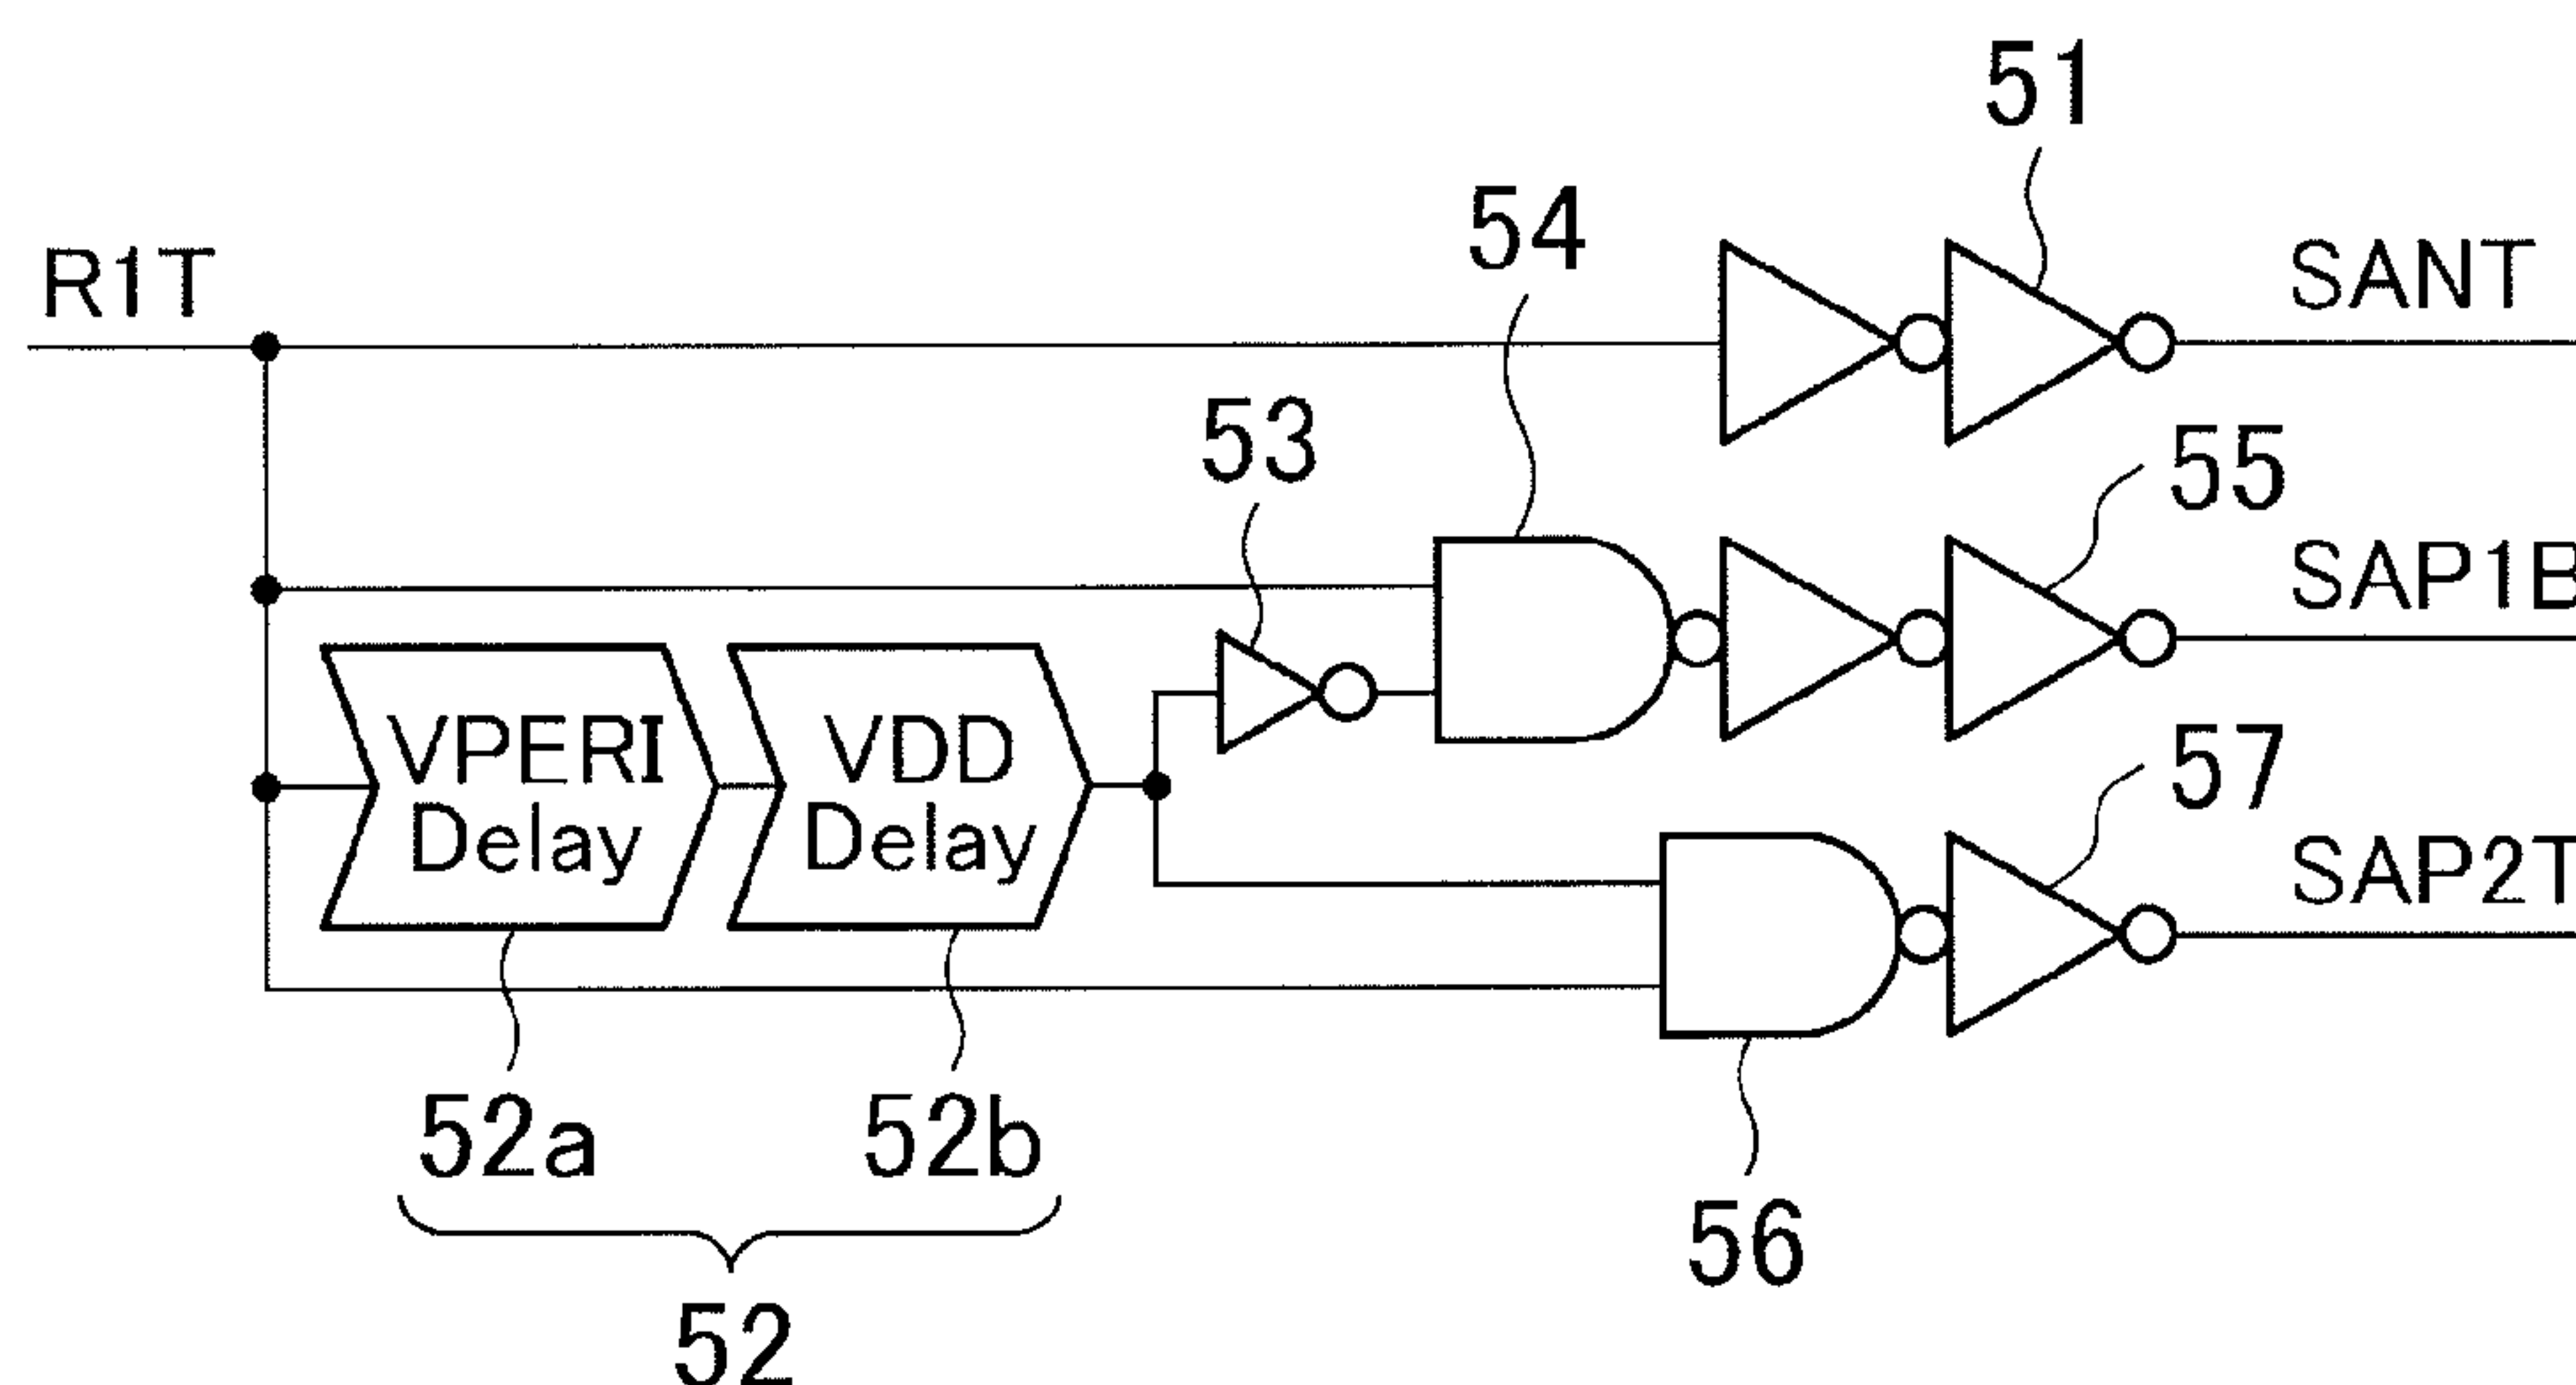 51
54
R1T
SANT
53
55
SAP1B
VPERI
Delay
VDD
Delay
57
SAP2T
52a
52b
56
52